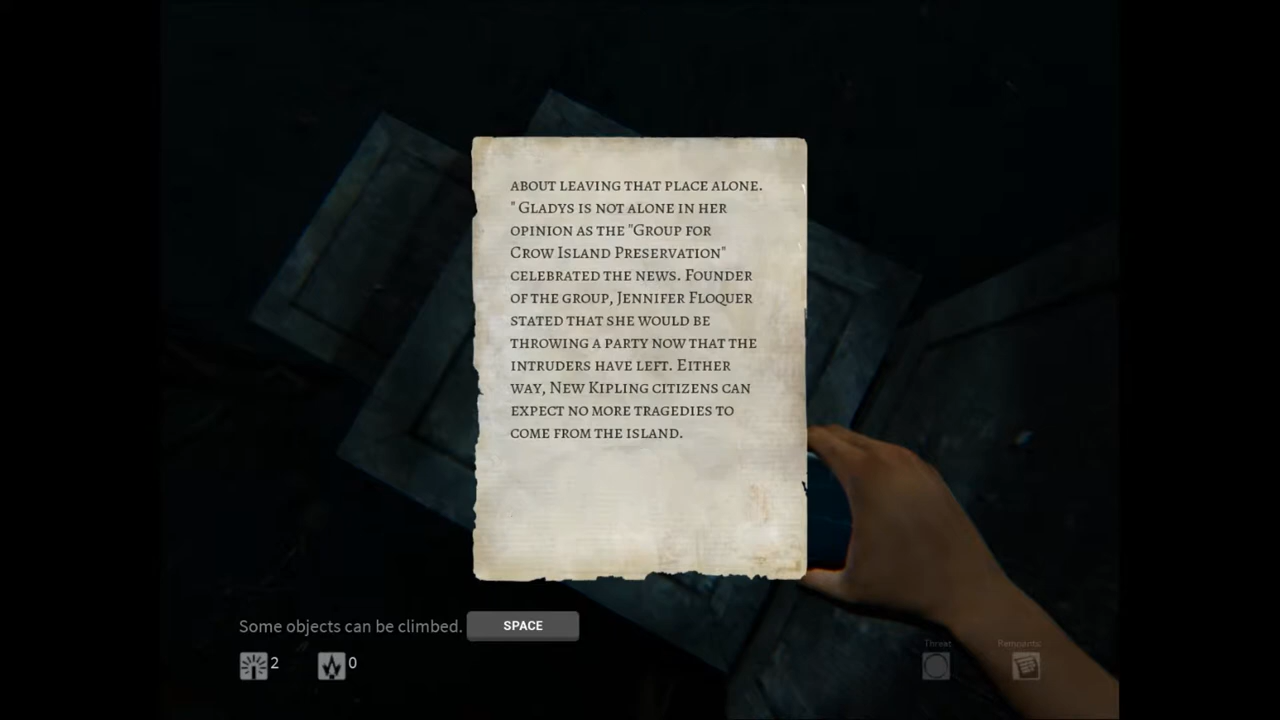 ABOUT LEAVING THAT PLACE ALONE.
" GLADYS IS NOT ALONE IN HER
OPINION AS THE "GROUP FOR
CROW ISLAND PRESERVATION"
CELEBRATED THE NEWS. FOUNDER
OF THE GROUP, JENNIFER FLOQUER
STATED THAT SHE WOULD BE
THROWING A PARTY NOW THAT THE
INTRUDERS HAVE LEFT. EITHER
WAY, NEW KIPLING CITIZENS CAN
EXPECT NO MORE TRAGEDIES TO
COME FROM THE ISLAND.
Some objects can be climbed. SPACE
2 0
Threat Remnants